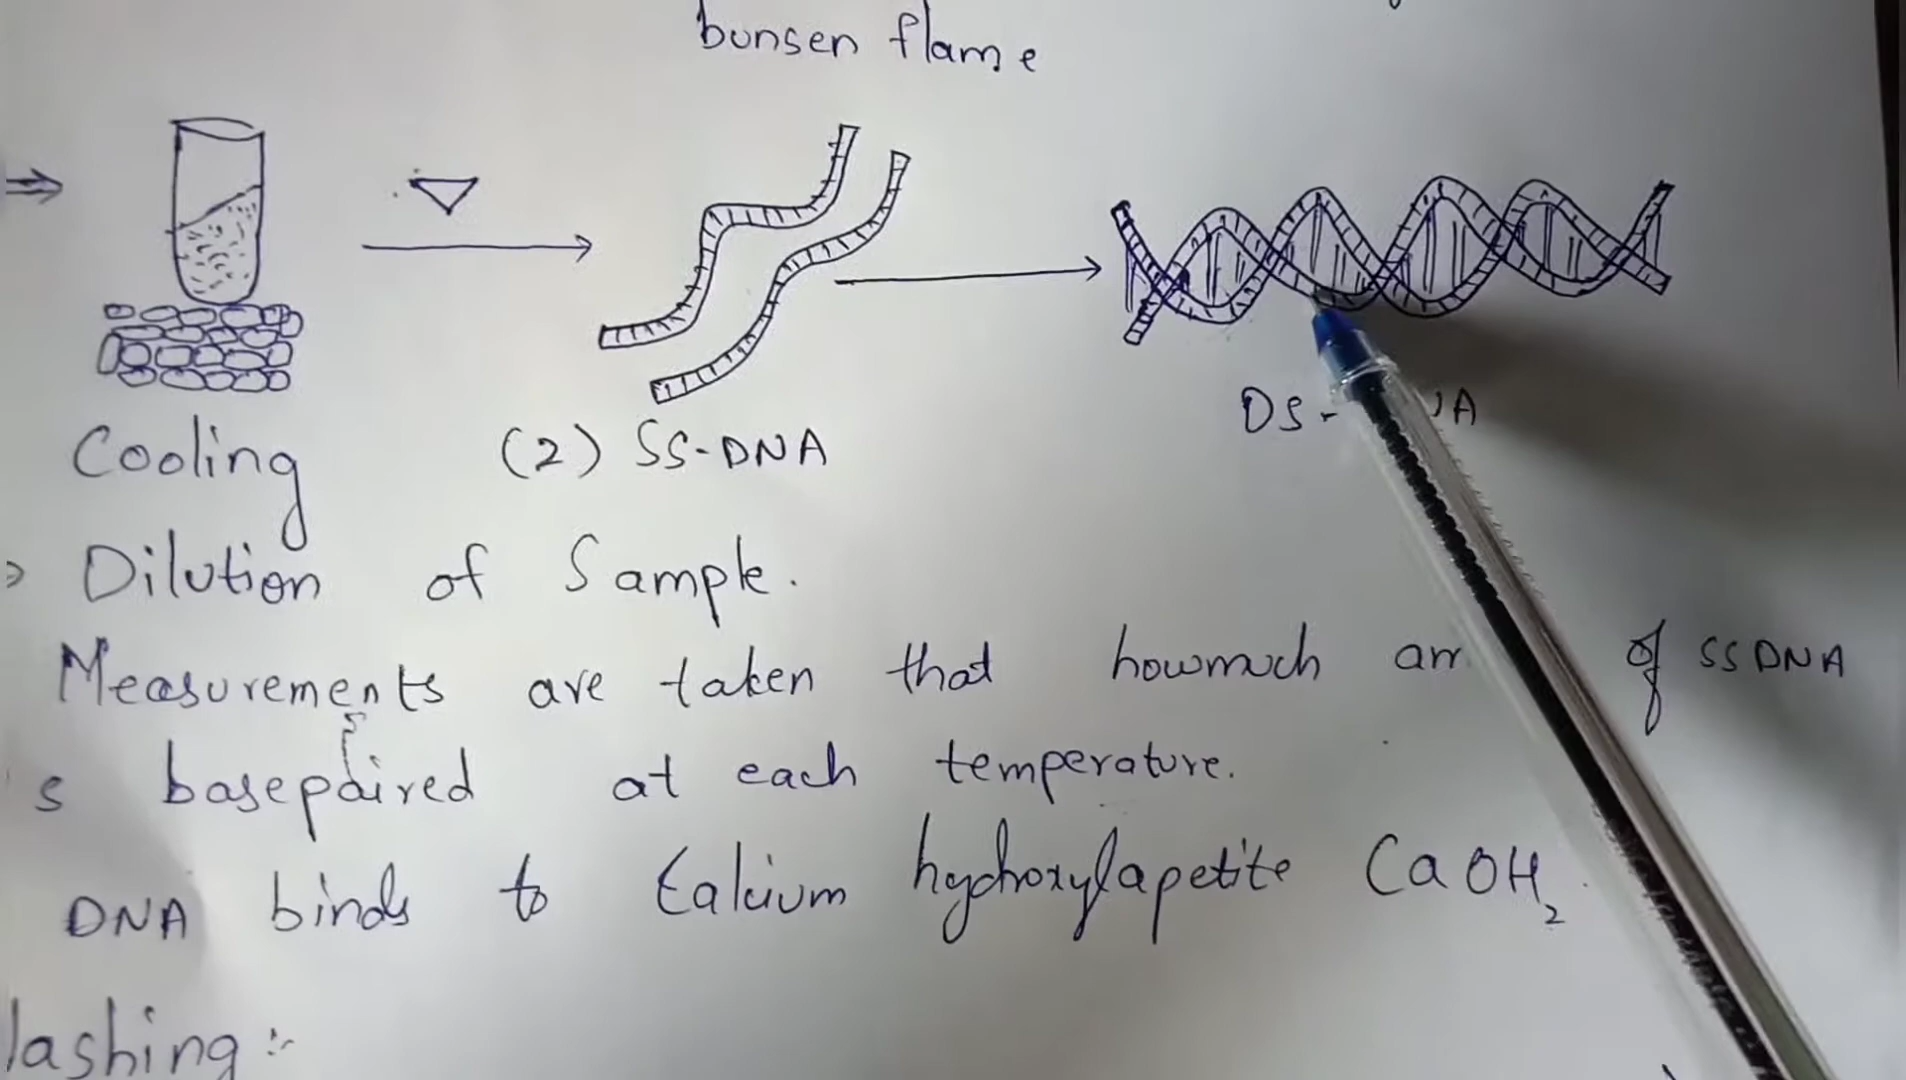 bunsen flame
Cooling
(2) SS-DNA
DS-
Dilution of Sample.
Measurements are taken that howmuch of SSDNA
s basepaired at each temperature.
DNA binds to Calcium hydroxylapetite CaOH2
lashing:-